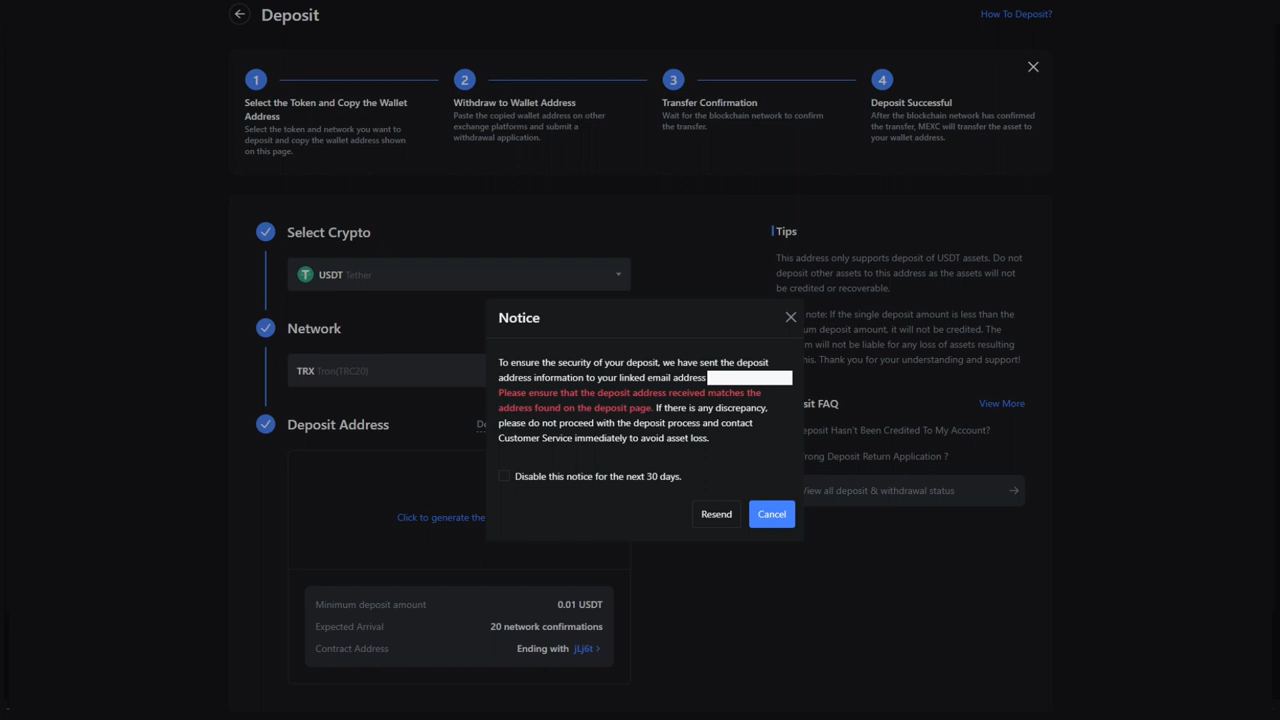 Deposit
How To Deposit?
1
2
3
4
Select the Token and Copy the Wallet
Address
Select the token and network you want to
deposit and copy the wallet address shown
on this page.
Withdraw to Wallet Address
Paste the copied wallet address on other
exchange platforms and submit a
withdrawal application.
Transfer Confirmation
Wait for the blockchain network to confirm
the transfer.
Deposit Successful
After the blockchain network has confirmed
the transfer, MEXC will transfer the asset to
your wallet address.
Select Crypto
USDT Tether
Network
TRX Tron(TRC20)
Deposit Address
Click to generate the
Minimum deposit amount 0.01 USDT
Expected Arrival 20 network confirmations
Contract Address Ending with jLj6t >
Tips
This address only supports deposit of USDT assets. Do not
deposit other assets to this address as the assets will not
be credited or recoverable.
note: If the single deposit amount is less than the
deposit amount, it will not be credited. The
will not be liable for any loss of assets resulting
Thank you for your understanding and support!
FAQ
View More
Hasn't Been Credited To My Account?
Deposit Return Application ?
View all deposit & withdrawal status
Notice
To ensure the security of your deposit, we have sent the deposit
address information to your linked email address
Please ensure that the deposit address received matches the
address found on the deposit page. If there is any discrepancy,
please do not proceed with the deposit process and contact
Customer Service immediately to avoid asset loss.
Disable this notice for the next 30 days.
Resend
Cancel